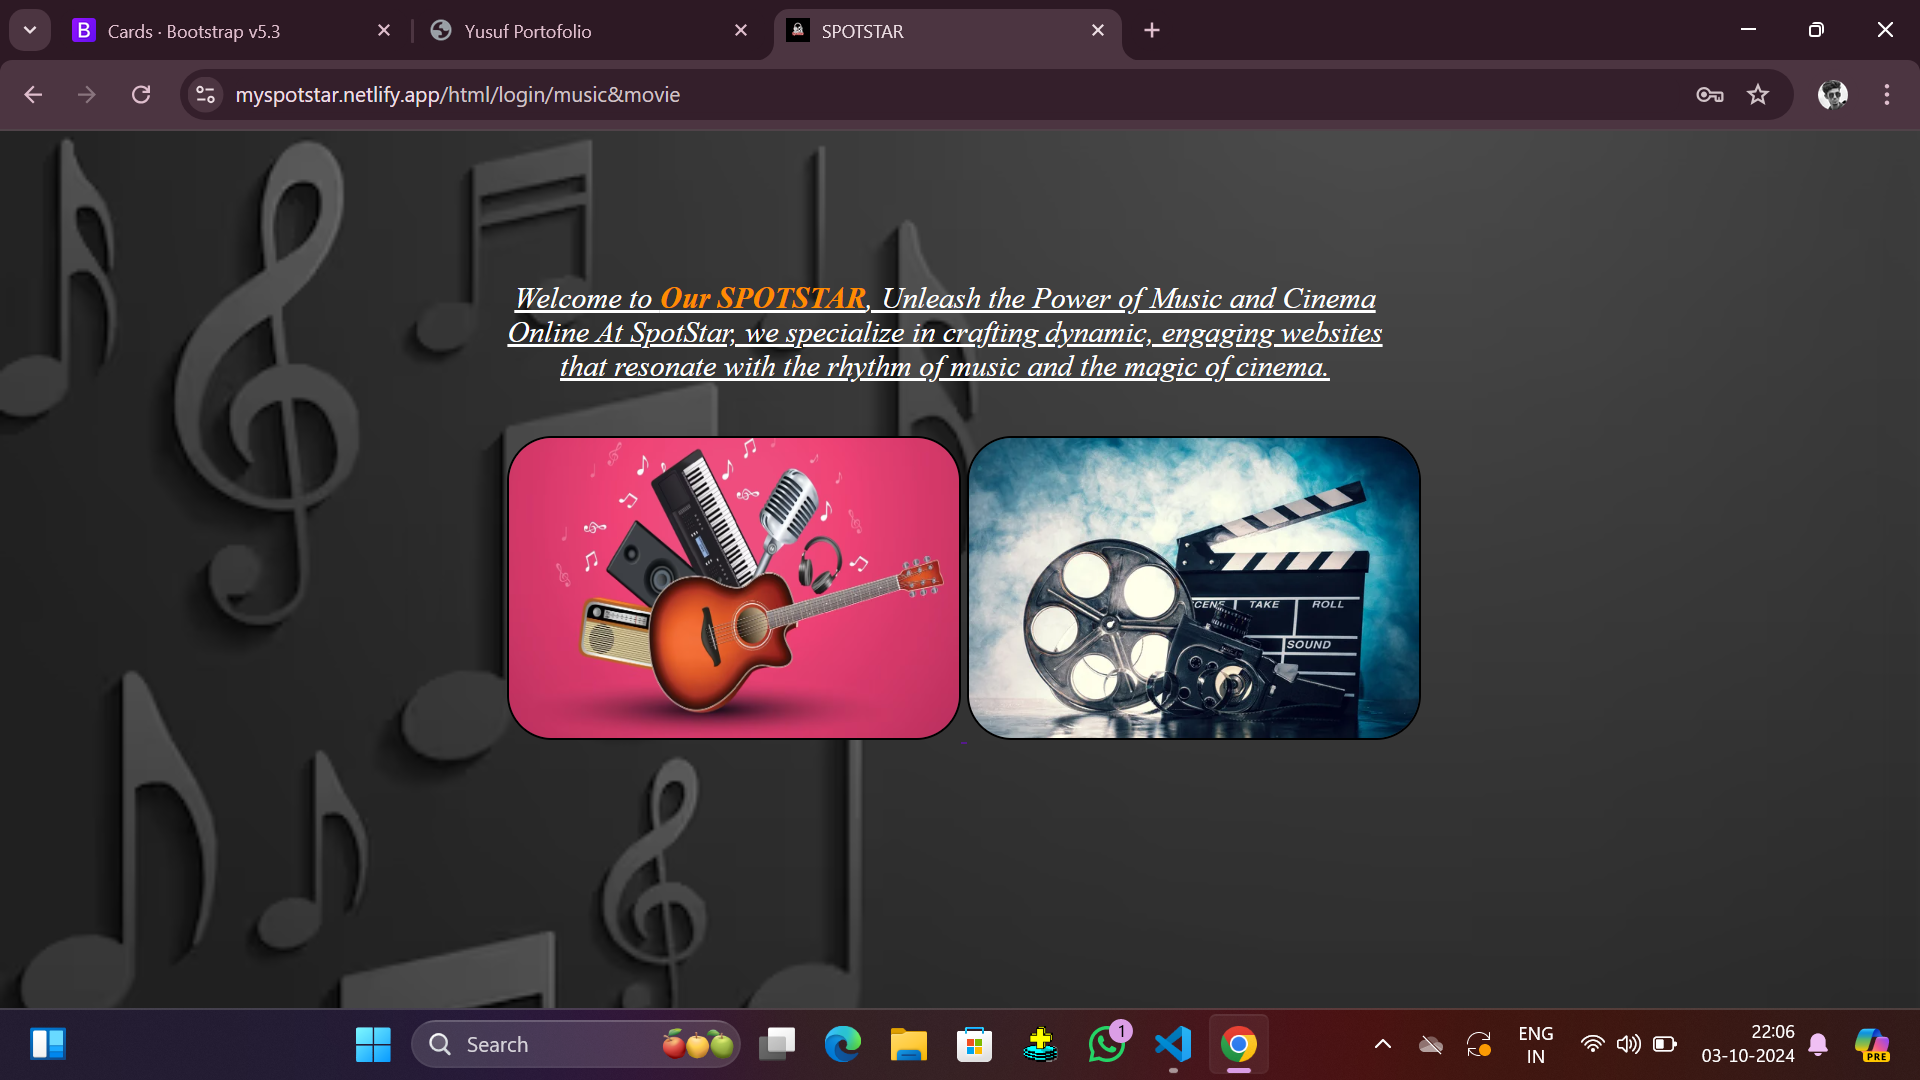 Cards · Bootstrap v5.3
Yusuf Portofolio
SPOTSTAR
myspotstar.netlify.app/html/login/music&movie
Welcome to Our SPOTSTAR, Unleash the Power of Music and Cinema
Online At SpotStar, we specialize in crafting dynamic, engaging websites
that resonate with the rhythm of music and the magic of cinema.
SCENE TAKE ROLL
SOUND
Search
1
ENG
IN
22:06
03-10-2024
PRE